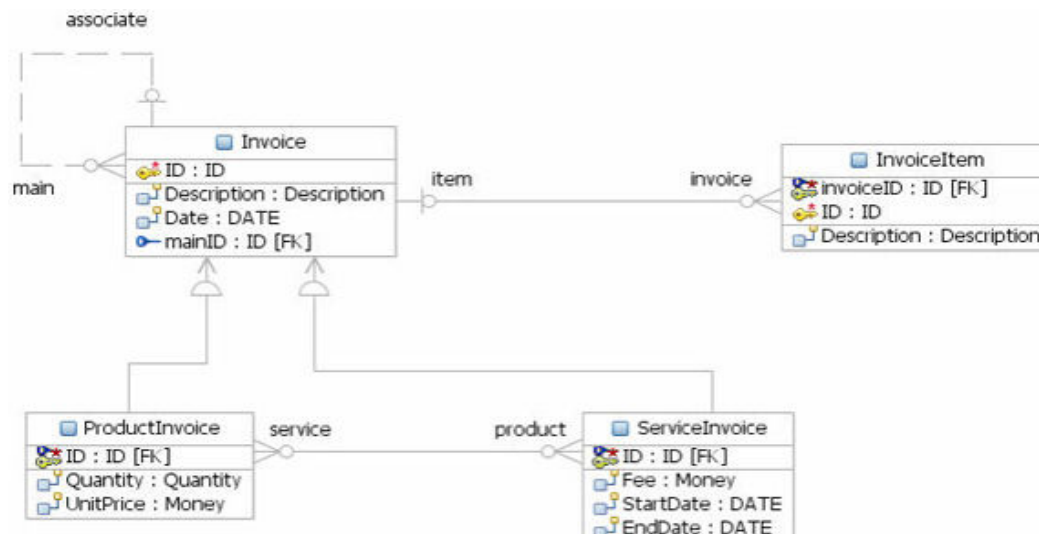 associate
main
Invoice
ID : ID
Description : Description
Date : DATE
mainID : ID [FK]
item
invoice
InvoiceItem
invoiceID : ID [FK]
ID : ID
Description : Description
ProductInvoice
ID : ID [FK]
Quantity : Quantity
UnitPrice : Money
service
product
ServiceInvoice
ID : ID [FK]
Fee : Money
StartDate : DATE
EndDate : DATE